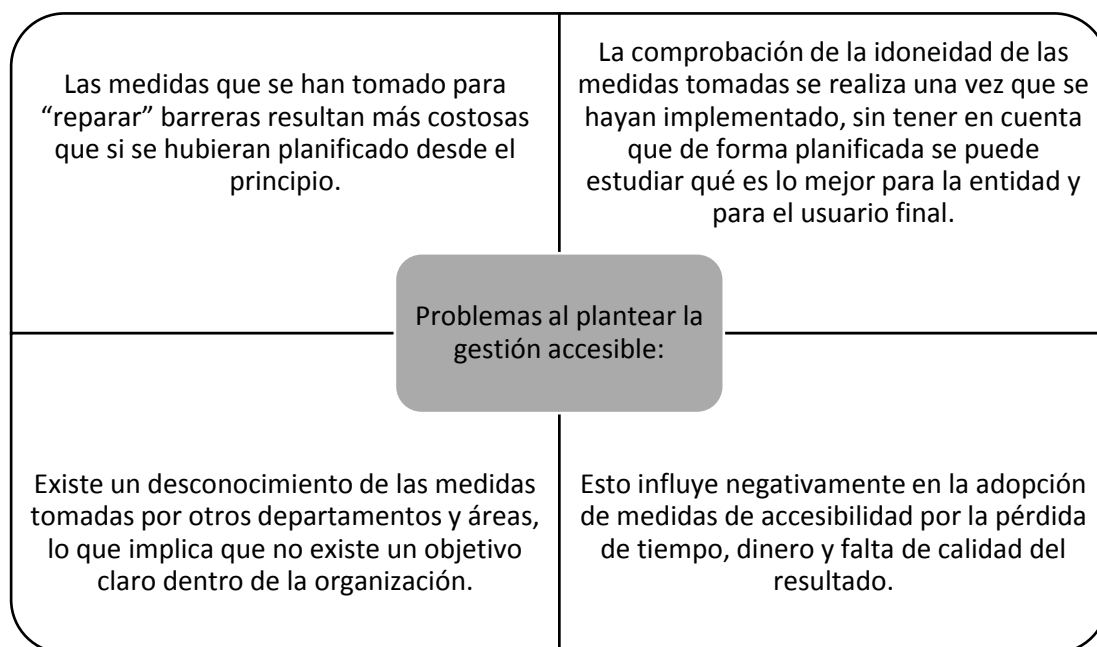 Las medidas que se han tomado para
“reparar” barreras resultan más costosas
que si se hubieran planificado desde el
principio.
La comprobación de la idoneidad de las
medidas tomadas se realiza una vez que se
hayan implementado, sin tener en cuenta
que de forma planificada se puede
estudiar qué es lo mejor para la entidad y
para el usuario final.
Problemas al plantear la
gestión accesible:
Existe un desconocimiento de las medidas
tomadas por otros departamentos y áreas,
lo que implica que no existe un objetivo
claro dentro de la organización.
Esto influye negativamente en la adopción
de medidas de accesibilidad por la pérdida
de tiempo, dinero y falta de calidad del
resultado.